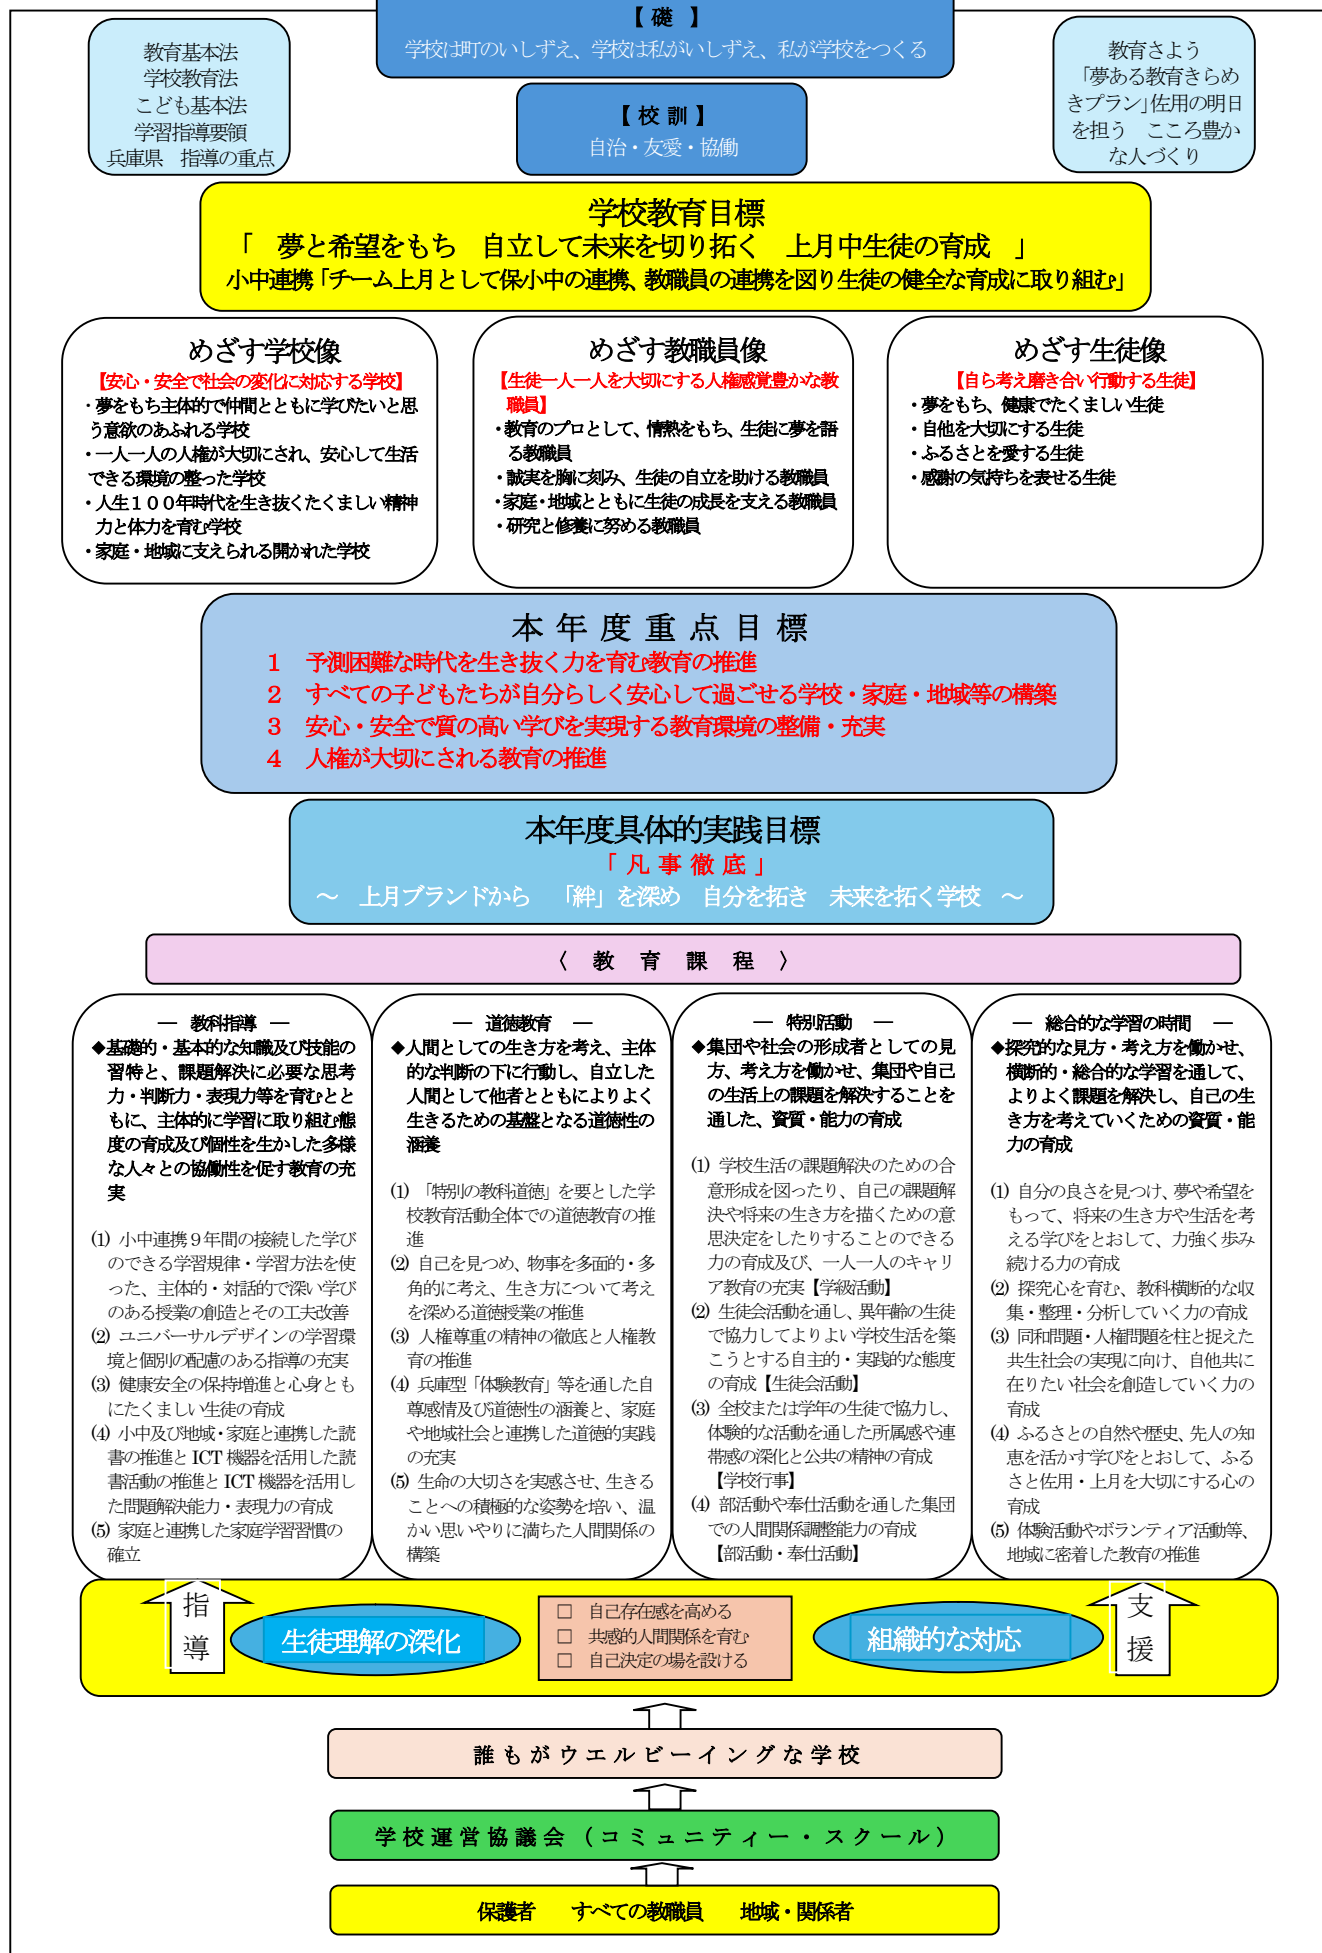 【 礎 】
学校は町のいしずえ、学校は私がいしずえ、私が学校をつくる
教育基本法
学校教育法
こども基本法
学習指導要領
兵庫県　指導の重点
【 校 訓 】
自治・友愛・協働
教育さよう
「夢ある教育きらめ
きプラン」佐用の明日
を担う　こころ豊か
な人づくり
学校教育目標
「　夢と希望をもち　自立して未来を切り拓く　上月中生徒の育成　」
小中連携「チーム上月として保小中の連携、教職員の連携を図り生徒の健全な育成に取り組む」
めざす学校像
【安心・安全で社会の変化に対応する学校】
・夢をもち主体的で仲間とともに学びたいと思
う意欲のあふれる学校
・一人一人の人権が大切にされ、安心して生活
できる環境の整った学校
・人生１００年時代を生き抜くたくましい精神
力と体力を育む学校
・家庭・地域に支えられる開かれた学校
めざす教職員像
【生徒一人一人を大切にする人権感覚豊かな教
職員】
・教育のプロとして、情熱をもち、生徒に夢を語
る教職員
・誠実を胸に刻み、生徒の自立を助ける教職員
・家庭・地域とともに生徒の成長を支える教職員
・研究と修養に努める教職員
めざす生徒像
【自ら考え磨き合い行動する生徒】
・夢をもち、健康でたくましい生徒
・自他を大切にする生徒
・ふるさとを愛する生徒
・感謝の気持ちを表せる生徒
本 年 度 重 点 目 標
１　予測困難な時代を生き抜く力を育む教育の推進
２　すべての子どもたちが自分らしく安心して過ごせる学校・家庭・地域等の構築
３　安心・安全で質の高い学びを実現する教育環境の整備・充実
４　人権が大切にされる教育の推進
本年度具体的実践目標
「 凡 事 徹 底 」
～　上月ブランドから　「絆」を深め　自分を拓き　未来を拓く学校　～
〈　教　育　課　程　〉
―　教科指導　―
◆基礎的・基本的な知識及び技能の
習特と、課題解決に必要な思考
力・判断力・表現力等を育むとと
もに、主体的に学習に取り組む態
度の育成及び個性を生かした多様
な人々との協働性を促す教育の充
実
⑴ 小中連携９年間の接続した学び
のできる学習規律・学習方法を使
った、主体的・対話的で深い学び
のある授業の創造とその工夫改善
⑵ ユニバーサルデザインの学習環
境と個別の配慮のある指導の充実
⑶ 健康安全の保持増進と心身とも
にたくましい生徒の育成
⑷ 小中及び地域・家庭と連携した読
書の推進と ICT 機器を活用した読
書活動の推進と ICT 機器を活用し
た問題解決能力・表現力の育成
⑸ 家庭と連携した家庭学習習慣の
確立
―　道徳教育　―
◆人間としての生き方を考え、主体
的な判断の下に行動し、自立した
人間として他者とともによりよく
生きるための基盤となる道徳性の
涵養
⑴ 「特別の教科道徳」を要とした学
校教育活動全体での道徳教育の推
進
⑵ 自己を見つめ、物事を多面的・多
角的に考え、生き方について考え
を深める道徳授業の推進
⑶ 人権尊重の精神の徹底と人権教
育の推進
⑷ 兵庫型「体験教育」等を通した自
尊感情及び道徳性の涵養と、家庭
や地域社会と連携した道徳的実践
の充実
⑸ 生命の大切さを実感させ、生きる
ことへの積極的な姿勢を培い、温
かい思いやりに満ちた人間関係の
構築
―　特別活動　―
◆集団や社会の形成者としての見
方、考え方を働かせ、集団や自己
の生活上の課題を解決することを
通した、資質・能力の育成
⑴ 学校生活の課題解決のための合
意形成を図ったり、自己の課題解
決や将来の生き方を描くための意
思決定をしたりすることのできる
力の育成及び、一人一人のキャリ
ア教育の充実【学級活動】
⑵ 生徒会活動を通し、異年齢の生徒
で協力してよりよい学校生活を築
こうとする自主的・実践的な態度
の育成【生徒会活動】
⑶ 全校または学年の生徒で協力し、
体験的な活動を通した所属感や連
帯感の深化と公共の精神の育成
【学校行事】
⑷ 部活動や奉仕活動を通した集団
での人間関係調整能力の育成
【部活動・奉仕活動】
―　総合的な学習の時間　―
◆探究的な見方・考え方を働かせ、
横断的・総合的な学習を通して、
よりよく課題を解決し、自己の生
き方を考えていくための資質・能
力の育成
⑴ 自分の良さを見つけ、夢や希望を
もって、将来の生き方や生活を考
える学びをとおして、力強く歩み
続ける力の育成
⑵ 探究心を育む、教科横断的な収
集・整理・分析していく力の育成
⑶ 同和問題・人権問題を柱と捉えた
共生社会の実現に向け、自他共に
在りたい社会を創造していく力の
育成
⑷ ふるさとの自然や歴史、先人の知
恵を活かす学びをとおして、ふる
さと佐用・上月を大切にする心の
育成
⑸ 体験活動やボランティア活動等、
地域に密着した教育の推進
指
導
生徒理解の深化
□　自己存在感を高める
□　共感的人間関係を育む
□　自己決定の場を設ける
組織的な対応
支
援
誰もがウエルビーイングな学校
学校運営協議会（コミュニティー・スクール）
保護者　すべての教職員　地域・関係者